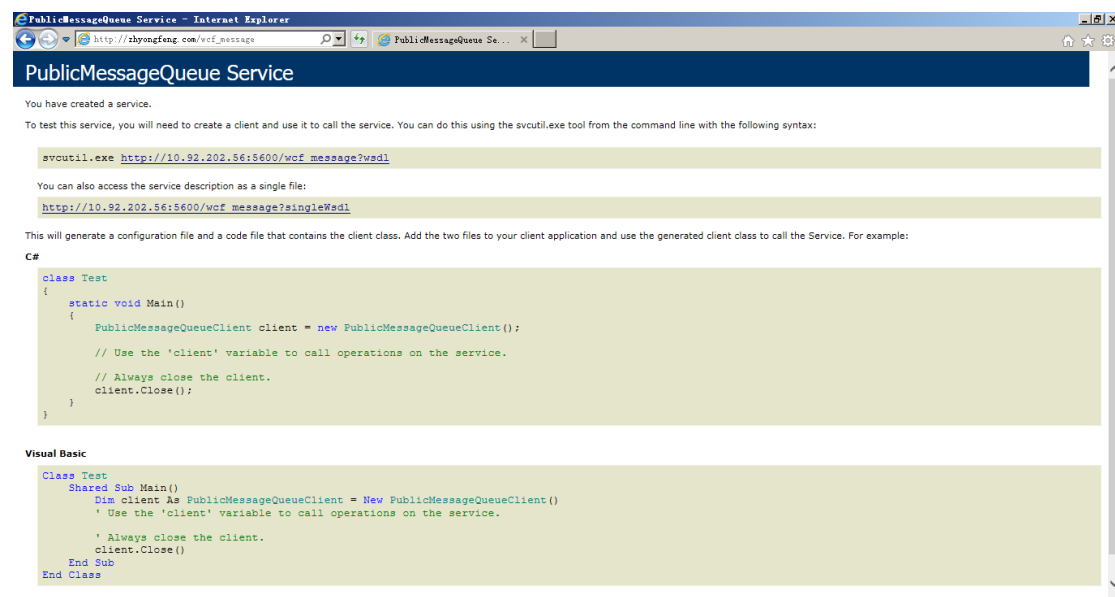 PublicMessageQueue Service - Internet Explorer
http://zhyongfeng.com/wcf_message
PublicMessageQueue Se...
PublicMessageQueue Service
You have created a service.
To test this service, you will need to create a client and use it to call the service. You can do this using the svcutil.exe tool from the command line with the following syntax:
svcutil.exe http://10.92.202.56:5600/wcf_message?wsdl
You can also access the service description as a single file:
http://10.92.202.56:5600/wcf_message?singleWsdl
This will generate a configuration file and a code file that contains the client class. Add the two files to your client application and use the generated client class to call the Service. For example:
C#
class Test
{
    static void Main()
    {
        PublicMessageQueueClient client = new PublicMessageQueueClient();
        // Use the 'client' variable to call operations on the service.
        // Always close the client.
        client.Close();
    }
}
Visual Basic
Class Test
    Shared Sub Main()
        Dim client As PublicMessageQueueClient = New PublicMessageQueueClient()
        ' Use the 'client' variable to call operations on the service.
        ' Always close the client.
        client.Close()
    End Sub
End Class